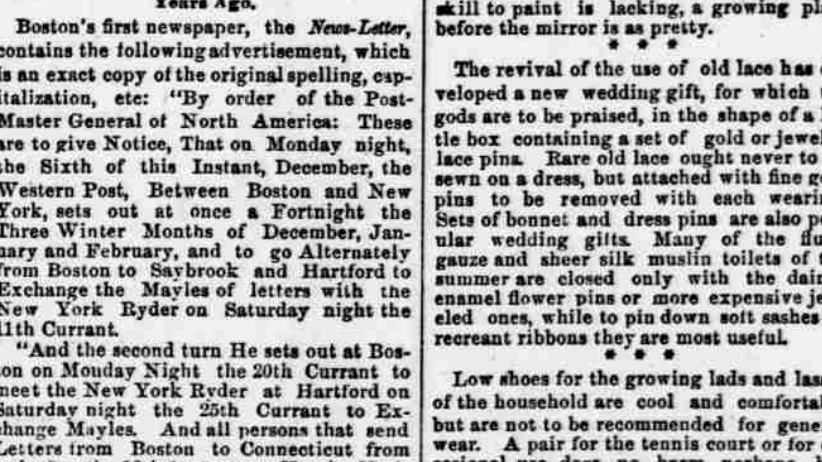 Years Ago.
Boston's first newspaper, the News-Letter,
contains the following advertisement, which
is an exact copy of the original spelling, cap-
italization, etc: "By order of the Post-
Master General of North America: These
are to give Notice, That on Monday night,
the Sixth of this Instant, December, the
Western Post, Between Boston and New
York, sets out at once a Fortnight the
Three Winter Months of December, Jan-
uary and February, and to go Alternately
from Boston to Saybrook and Hartford to
Exchange the Mayles of letters with the
New York Ryder on Saturday night the
11th Currant.
"And the second turn He sets out at Bos-
ton on Monday Night the 20th Currant to
meet the New York Ryder at Hartford on
Saturday night the 25th Currant to Ex-
change Mayles. And all persons that send
Letters from Boston to Connecticut from
skill to paint is lacking, a growing pl
before the mirror is as pretty.
* * *
The revival of the use of old lace has
veloped a new wedding gift, for which
gods are to be praised, in the shape of a
tle box containing a set of gold or jewel
lace pins. Rare old lace ought never to
sewn on a dress, but attached with fine go
pins to be removed with each wearin
Sets of bonnet and dress pins are also po
ular wedding gifts. Many of the flu
gauze and sheer silk muslin toilets of t
summer are closed only with the dain
enamel flower pins or more expensive je
eled ones, while to pin down soft sashes
recreant ribbons they are most useful.
* * *
Low shoes for the growing lads and las
of the household are cool and comforta
but are not to be recommended for gene
wear. A pair for the tennis court or for